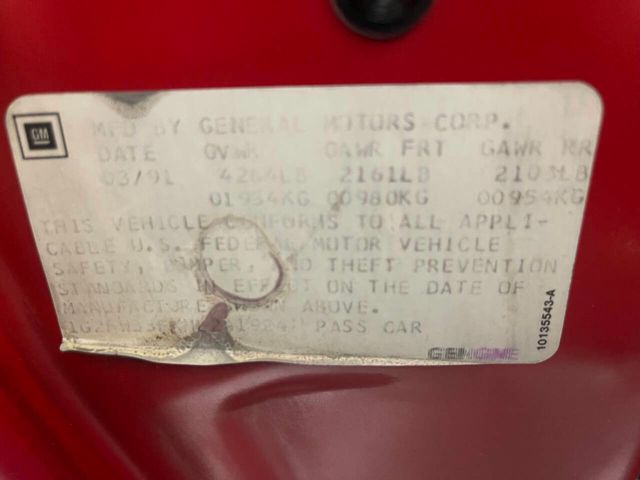 GM
MFD BY GENERAL MOTORS CORP.
DATE GVWR GAWR FRT GAWR RR
03/91 4264LB 2161LB 2103LB
01934KG 00980KG 00954KG
THIS VEHICLE CONFORMS TO ALL APPLI-
CABLE U.S. FEDERAL MOTOR VEHICLE
SAFETY, BUMPER, AND THEFT PREVENTION
STANDARDS IN EFFECT ON THE DATE OF
MANUFACTURE SHOWN ABOVE.
PASS CAR
GENUINE
10135543-A